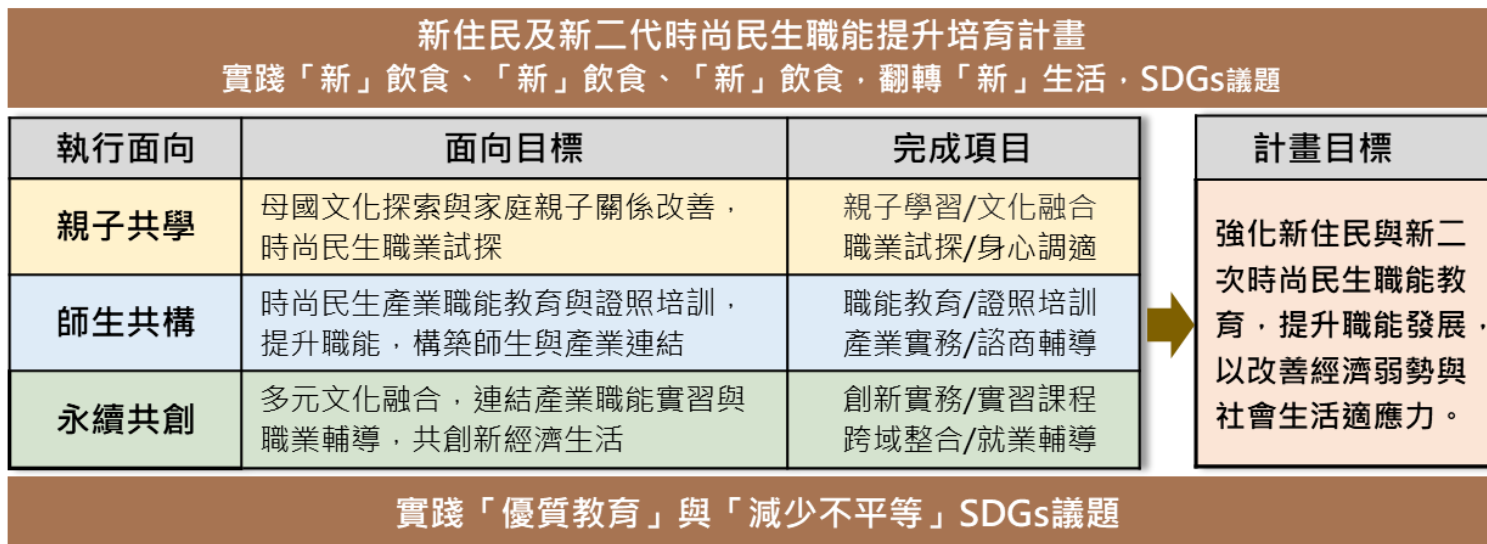 新住民及新二代時尚民生職能提升培育計畫
實踐「新」飲食、「新」飲食、「新」飲食，翻轉「新」生活，SDGs議題
執行面向
面向目標
完成項目
親子共學
母國文化探索與家庭親子關係改善，
時尚民生職業試探
親子學習/文化融合
職業試探/身心調適
師生共構
時尚民生產業職能教育與證照培訓，
提升職能，構築師生與產業連結
職能教育/證照培訓
產業實務/諮商輔導
永續共創
多元文化融合，連結產業職能實習與
職業輔導，共創新經濟生活
創新實務/實習課程
跨域整合/就業輔導
計畫目標
強化新住民與新二
次時尚民生職能教
育，提升職能發展，
以改善經濟弱勢與
社會生活適應力。
實踐「優質教育」與「減少不平等」SDGs議題